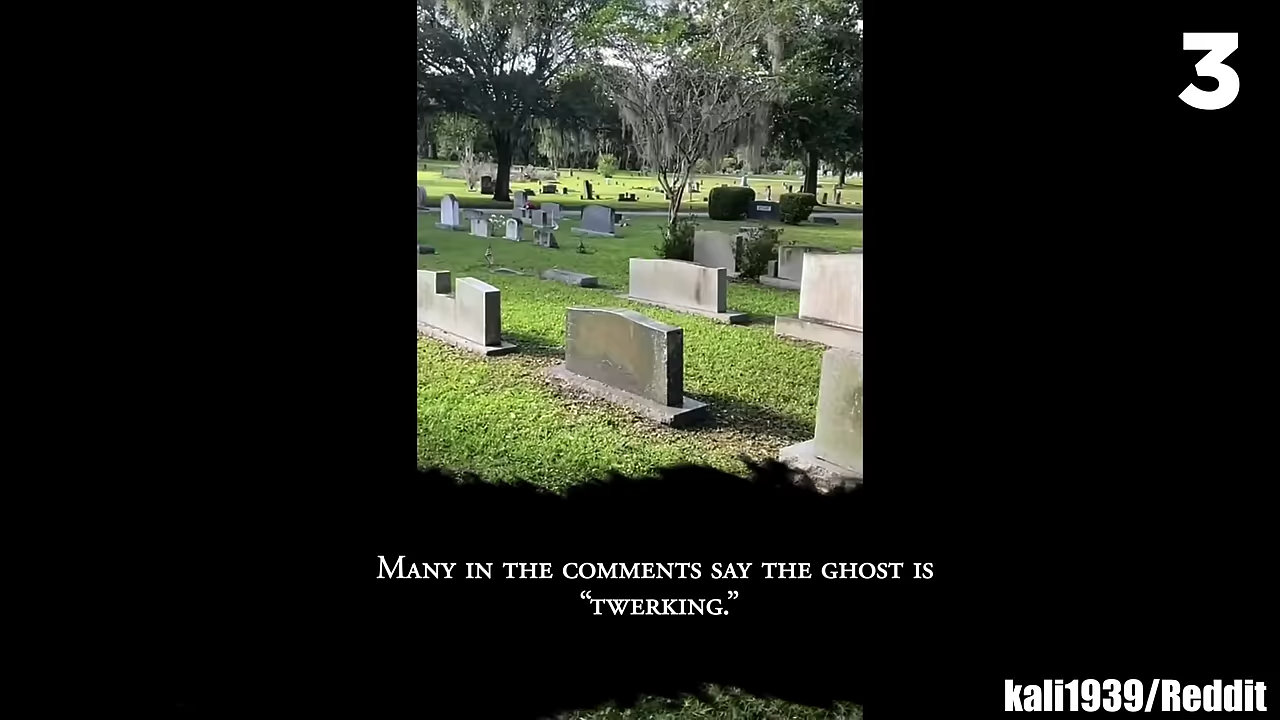 3
Many in the comments say the ghost is
“twerking.”
kali1939/Reddit